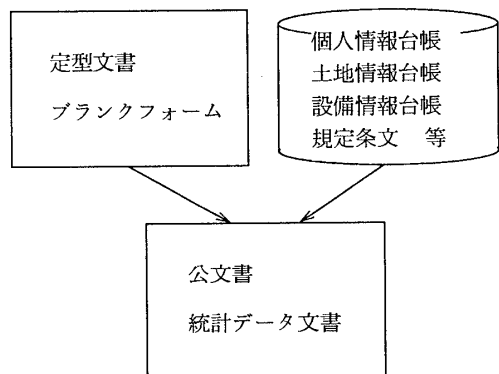 定型文書
ブランクフォーム
個人情報台帳
土地情報台帳
設備情報台帳
規定条文　等
公文書
統計データ文書